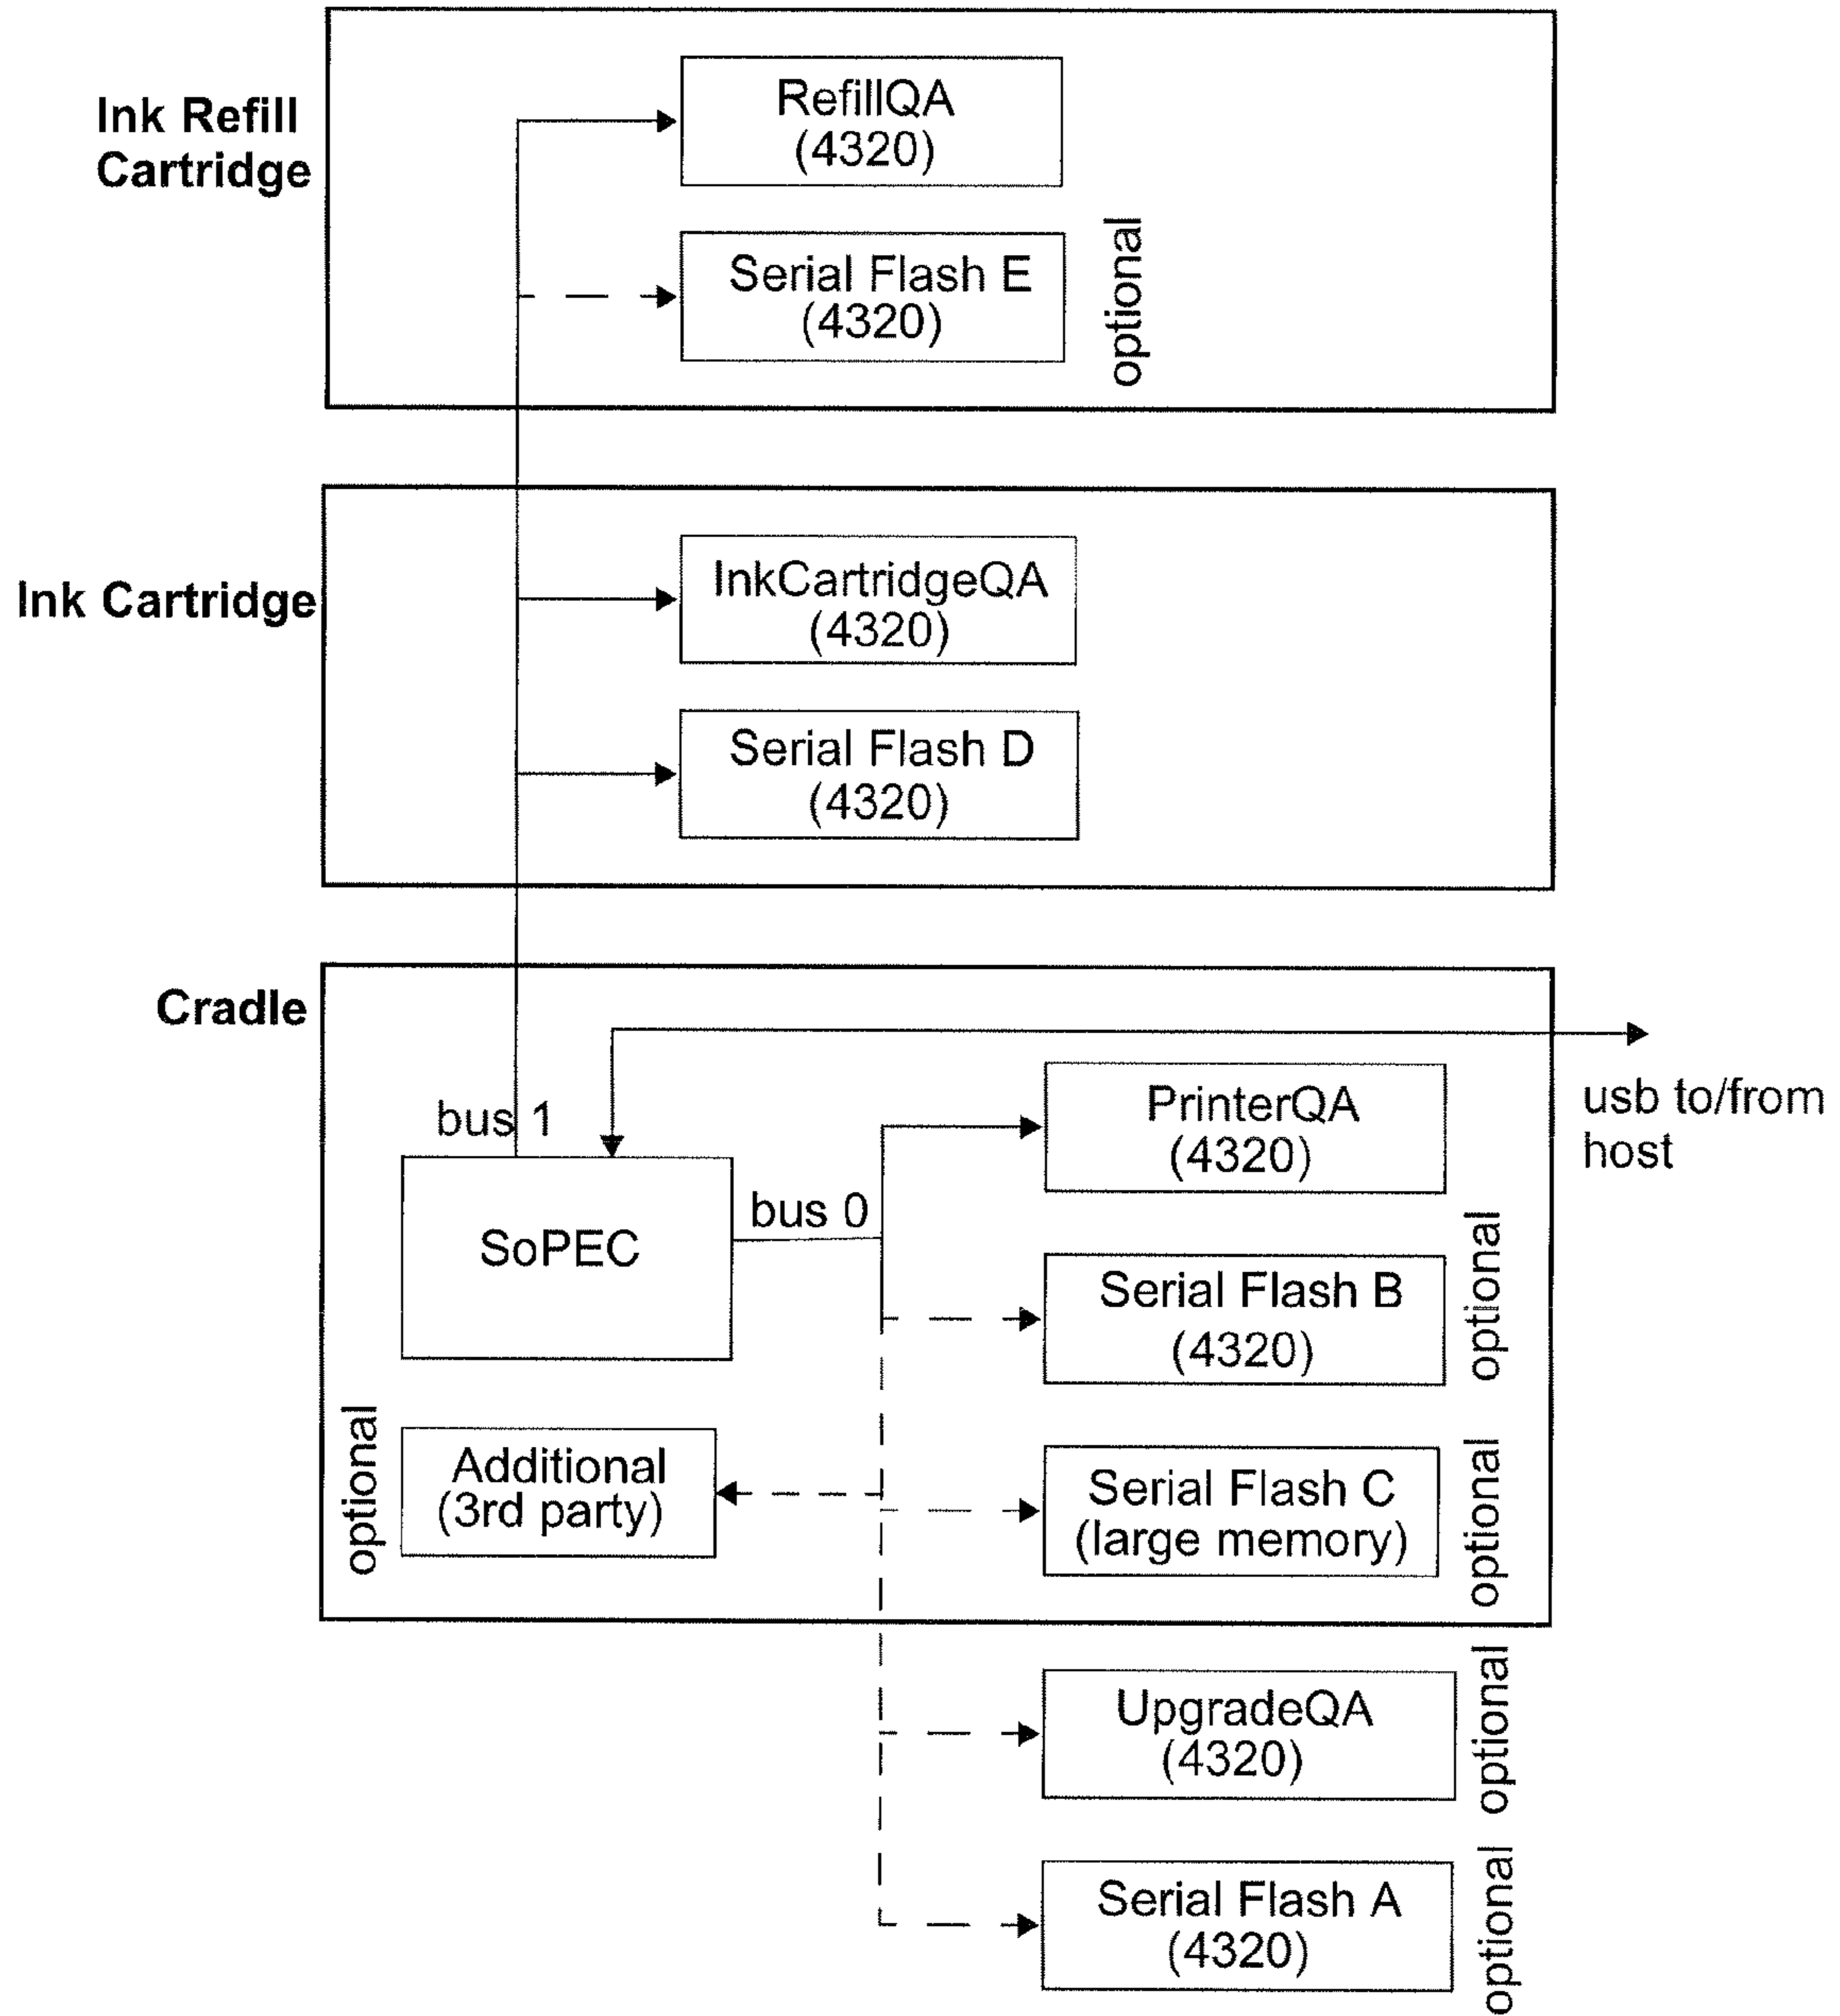 Ink Refill
Cartridge
RefillQA
(4320)
Serial Flash E
(4320)
optional
Ink Cartridge
InkCartridgeQA
(4320)
Serial Flash D
(4320)
Cradle
usb to/from
host
bus 1
SoPEC
bus 0
PrinterQA
(4320)
Serial Flash B
(4320)
optional
optional
Additional
(3rd party)
Serial Flash C
(large memory)
optional
UpgradeQA
(4320)
optional
Serial Flash A
(4320)
optional